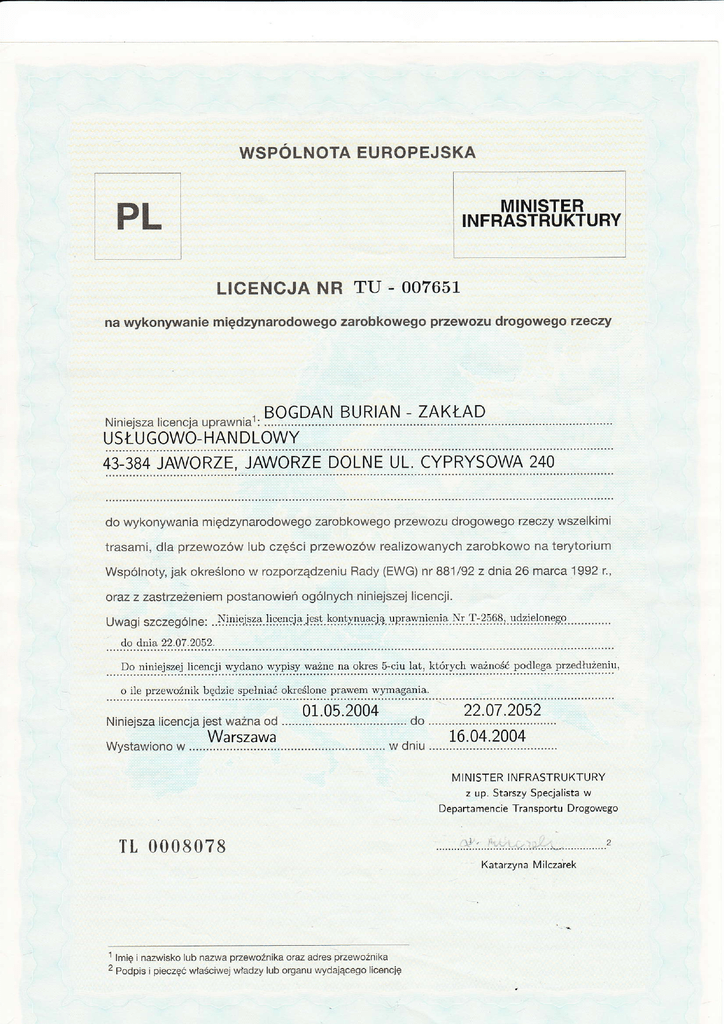 WSPÓLNOTA EUROPEJSKA
PL
MINISTER
INFRASTRUKTURY
LICENCJA NR TU - 007651
na wykonywanie międzynarodowego zarobkowego przewozu drogowego rzeczy
Niniejsza licencja uprawnia¹: BOGDAN BURIAN - ZAKŁAD
USŁUGOWO-HANDLOWY
43-384 JAWORZE, JAWORZE DOLNE UL. CYPRYSOWA 240
do wykonywania międzynarodowego zarobkowego przewozu drogowego rzeczy wszelkimi
trasami, dla przewozów lub części przewozów realizowanych zarobkowo na terytorium
Wspólnoty, jak określono w rozporządzeniu Rady (EWG) nr 881/92 z dnia 26 marca 1992 r.,
oraz z zastrzeżeniem postanowień ogólnych niniejszej licencji.
Uwagi szczególne: Niniejsza licencja jest kontynuacją uprawnienia Nr T-2568, udzielonego
do dnia 22.07.2052.
Do niniejszej licencji wydano wypisy ważne na okres 5-ciu lat, których ważność podlega przedłużeniu,
o ile przewoźnik będzie spełniać określone prawem wymagania.
Niniejsza licencja jest ważna od 01.05.2004 do 22.07.2052
Wystawiono w Warszawa w dniu 16.04.2004
MINISTER INFRASTRUKTURY
z up. Starszy Specjalista w
Departamencie Transportu Drogowego
TL 0008078
2
Katarzyna Milczarek
¹ Imię i nazwisko lub nazwa przewoźnika oraz adres przewoźnika
² Podpis i pieczęć właściwej władzy lub organu wydającego licencję